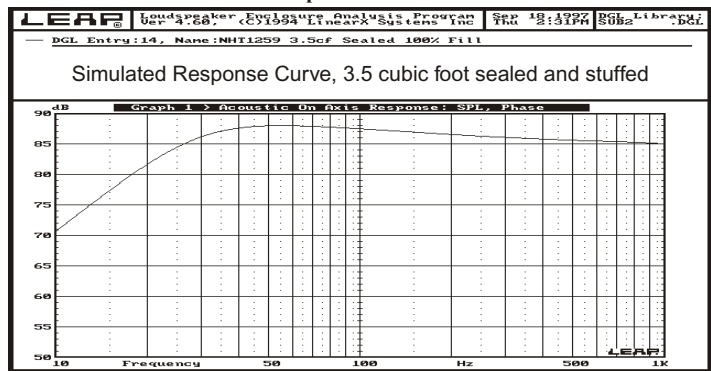 LEAP® Loudspeaker Enclosure Analysis Program Sep 18,1997 DGL Library:
Ver 4.60, (C)1994 LinearX Systems Inc Thu 2:31PM SUB2 .DGL
DGL Entry:14, Name:NHT1259 3.5cf Sealed 100% Fill
Simulated Response Curve, 3.5 cubic foot sealed and stuffed
dB Graph 1 > Acoustic On Axis Response: SPL, Phase
90
85
80
75
70
65
60
55
50
LEAP
10 Frequency 50 100 Hz 500 1K